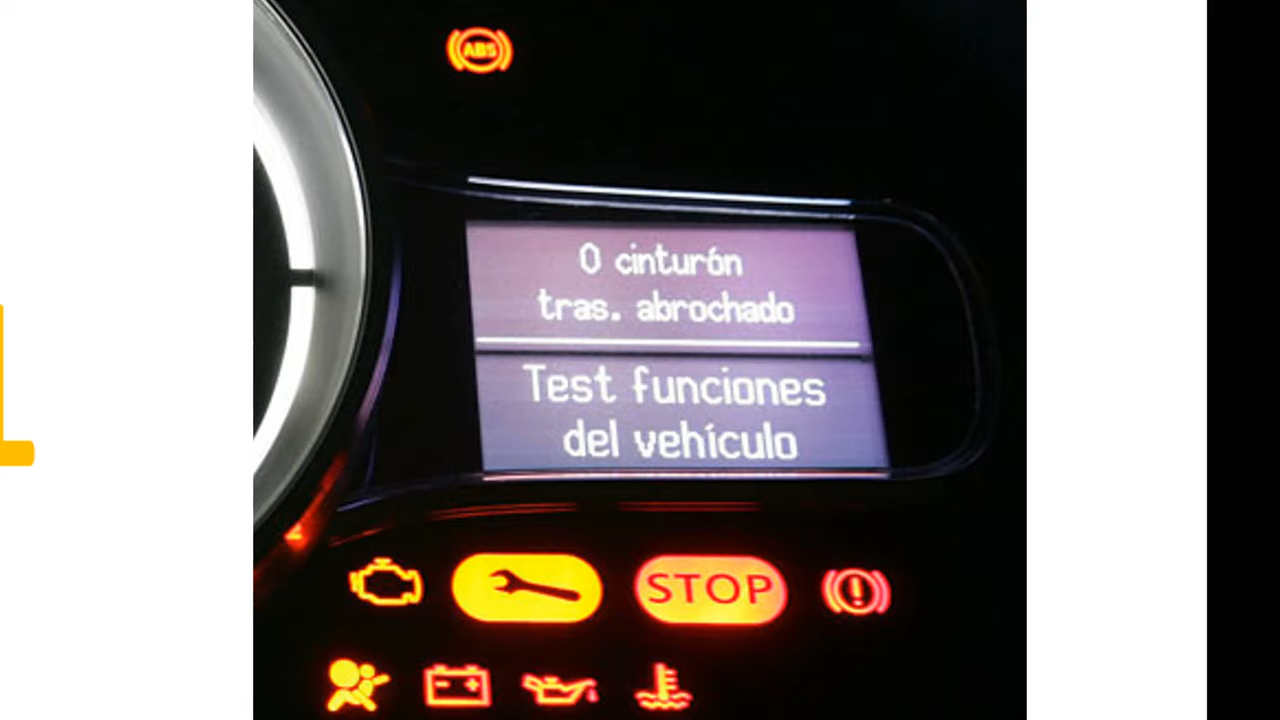 ABS
0 cinturón
tras. abrochado
Test funciones
del vehículo
STOP